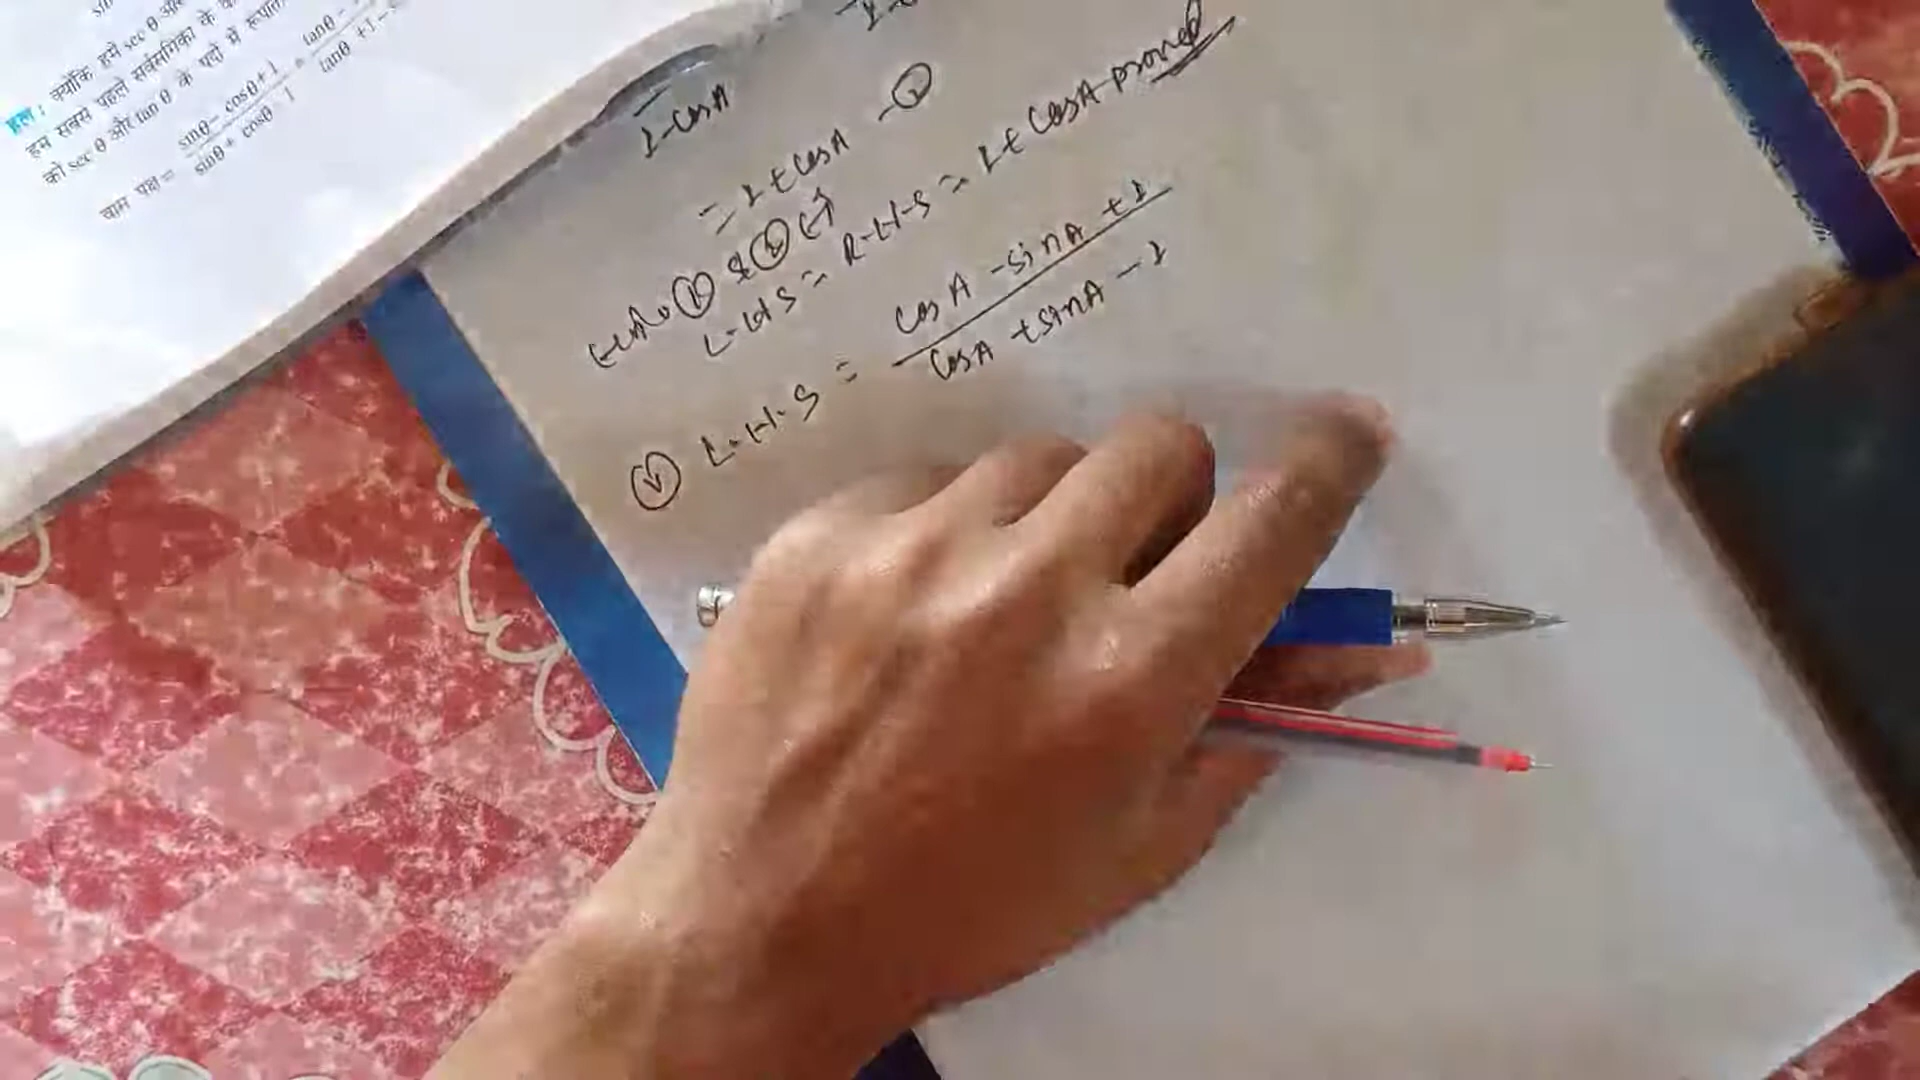 sin
हल : क्योंकि हमें sec θ और
हम सबसे पहले सर्वसमिका के
को sec θ और tan θ के पदों में
वाम पक्ष = sinθ – cosθ + 1 / sinθ + cosθ – 1 = tanθ – / tanθ + 1 –
1-CosA
= 1 + CosA -②
① & ②
L-H-S = R-H-S = 1 + CosA proved
Ⓥ L-H-S = CosA - sinA + 1 / CosA + sinA - 1